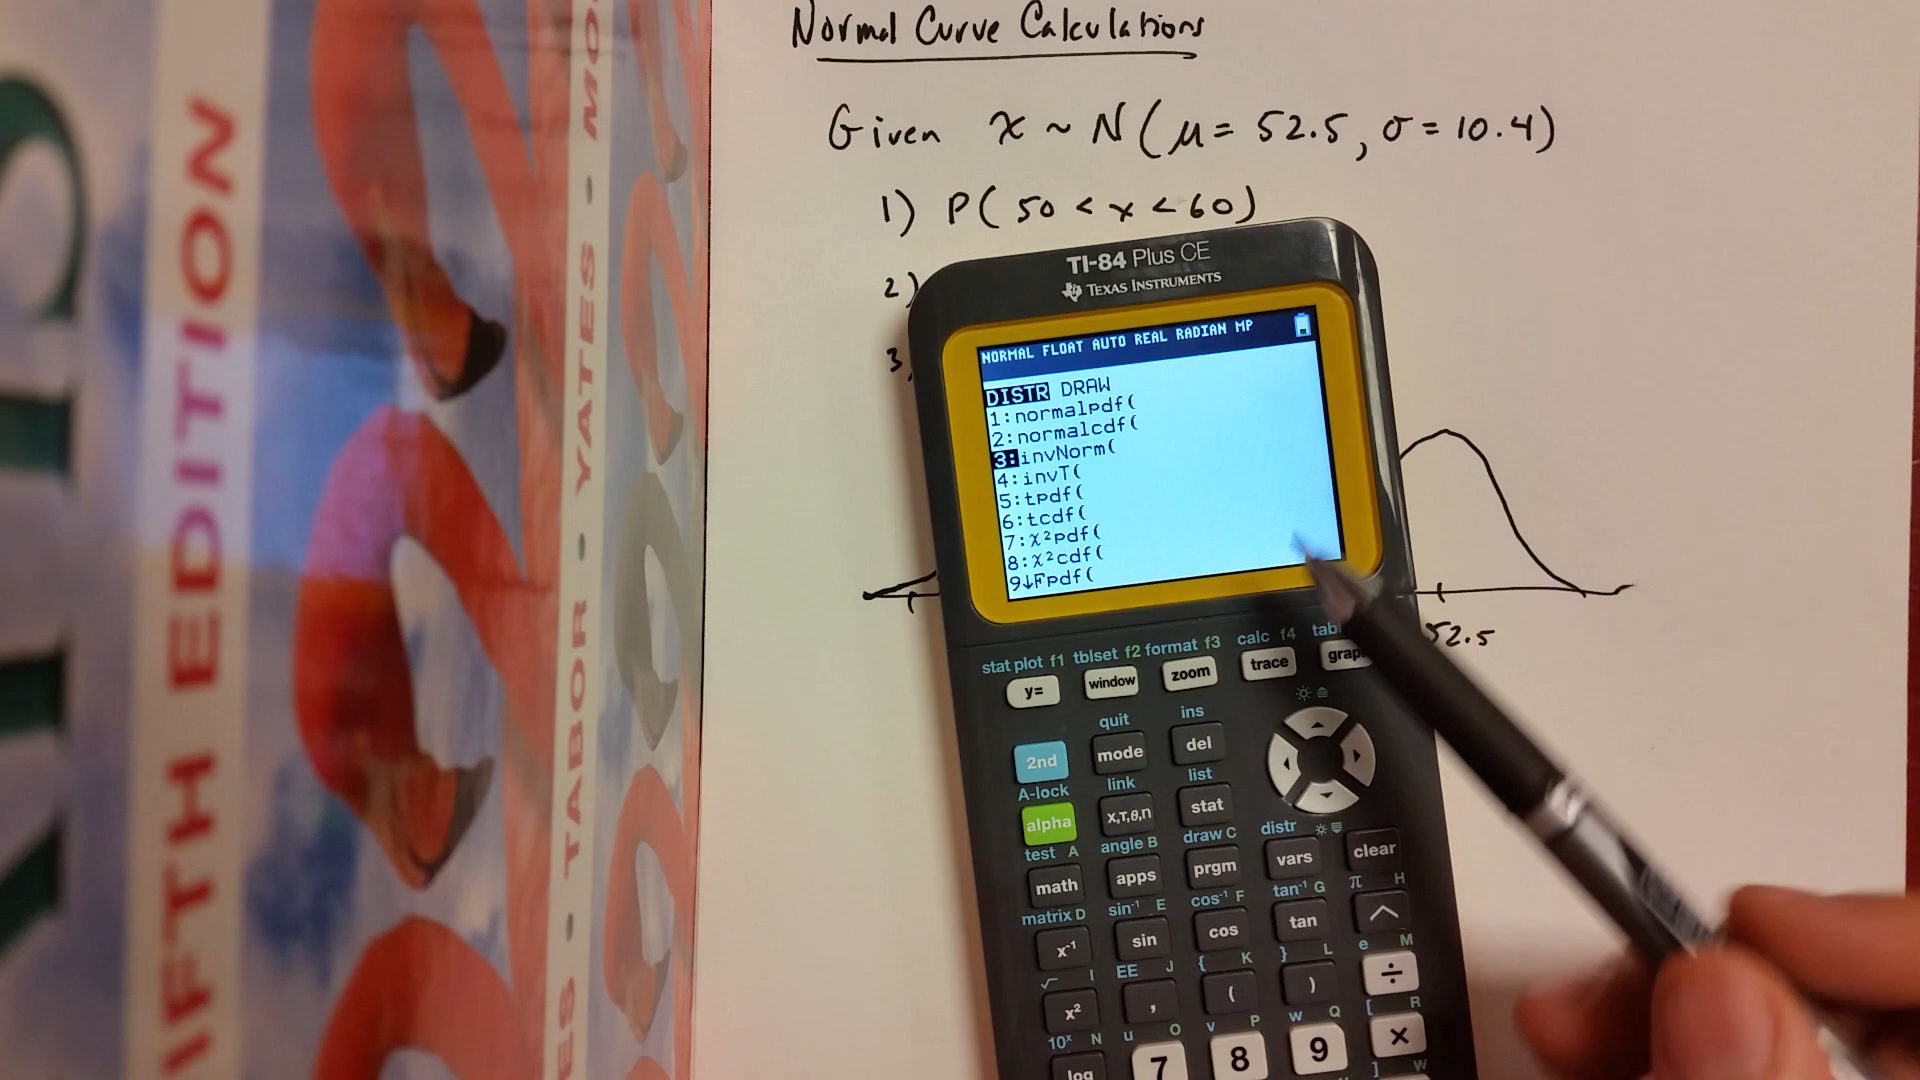 Normal Curve Calculations
Given x ~ N(μ = 52.5, σ = 10.4)
1) P(50 < x < 60)
2)
3)
52.5
FIFTH EDITION
TABOR • YATES •
TI-84 Plus CE
TEXAS INSTRUMENTS
NORMAL FLOAT AUTO REAL RADIAN MP
DISTR DRAW
1:normalpdf(
2:normalcdf(
3:invNorm(
4:invT(
5:tpdf(
6:tcdf(
7:χ²pdf(
8:χ²cdf(
9↓Fpdf(
stat plot f1 tblset f2 format f3 calc f4
y= window zoom trace graph
quit ins
2nd mode del
A-lock link list
alpha X,T,θ,n stat
test A angle B draw C distr
math apps prgm vars clear
matrix D sin⁻¹ E cos⁻¹ F tan⁻¹ G π H
x⁻¹ sin cos tan ^
√ I EE J { K } L e M
x² , ( ) ÷
10ˣ N u O v P w Q [ R
log 7 8 9 ×
] W